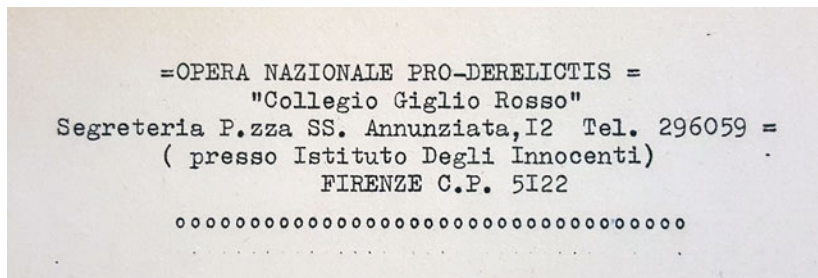 =OPERA NAZIONALE PRO-DERELICTIS =
"Collegio Giglio Rosso"
Segreteria P.zza SS. Annunziata,I2 Tel. 296059 =
( presso Istituto Degli Innocenti)
FIRENZE C.P. 5I22
oooooooooooooooooooooooooooooooooo